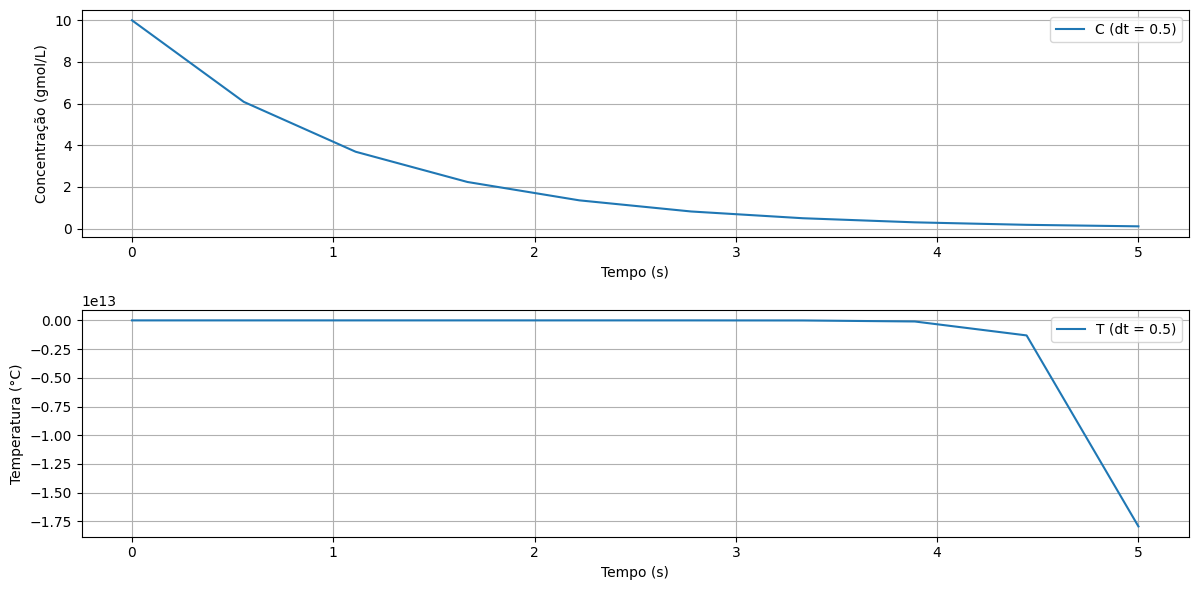 10
8
6
4
2
0
Concentração (gmol/L)
C (dt = 0.5)
0 1 2 3 4 5
Tempo (s)
1e13
0.00
−0.25
−0.50
−0.75
−1.00
−1.25
−1.50
−1.75
Temperatura (°C)
T (dt = 0.5)
0 1 2 3 4 5
Tempo (s)